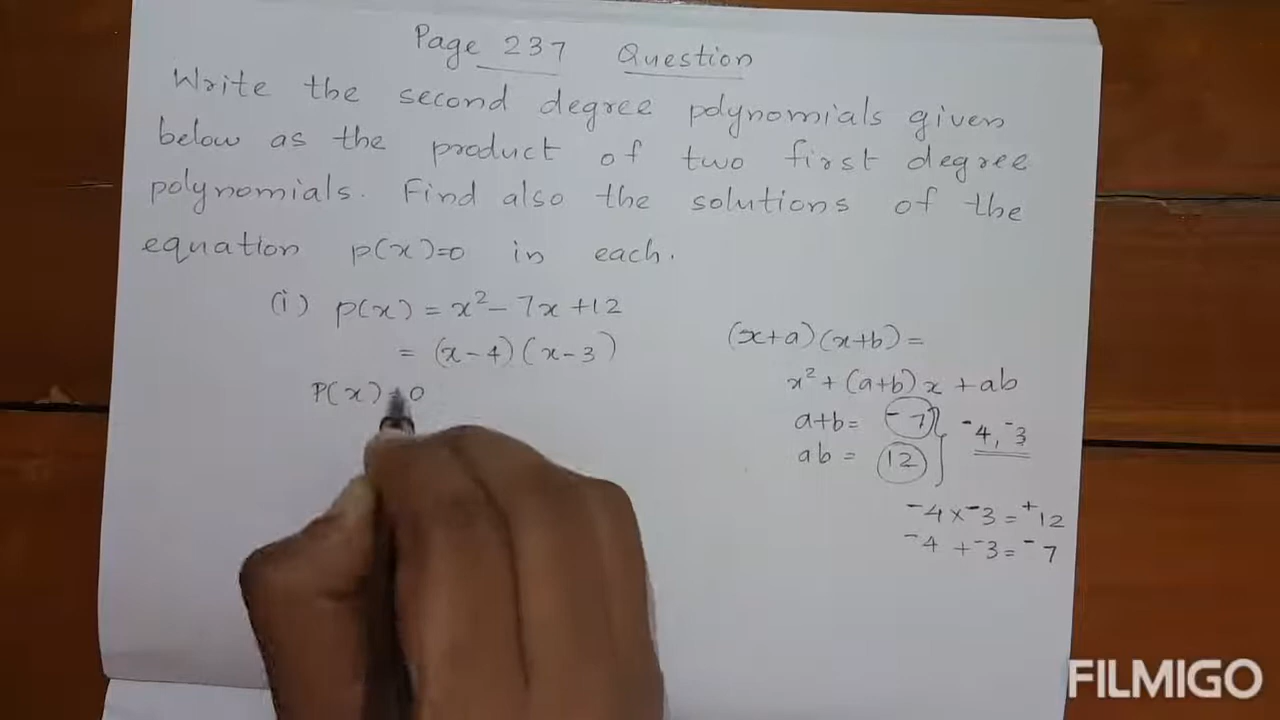 Page 237 Question
Write the second degree polynomials given
below as the product of two first degree
polynomials. Find also the solutions of the
equation p(x)=0 in each.
(i) p(x) = x² - 7x + 12
= (x-4)(x-3)
P(x) = 0
(x+a)(x+b) =
x² + (a+b)x + ab
a+b = ⁻7
ab = 12
⁻4, ⁻3
⁻4 × ⁻3 = ⁺12
⁻4 + ⁻3 = ⁻7
FILMIGO